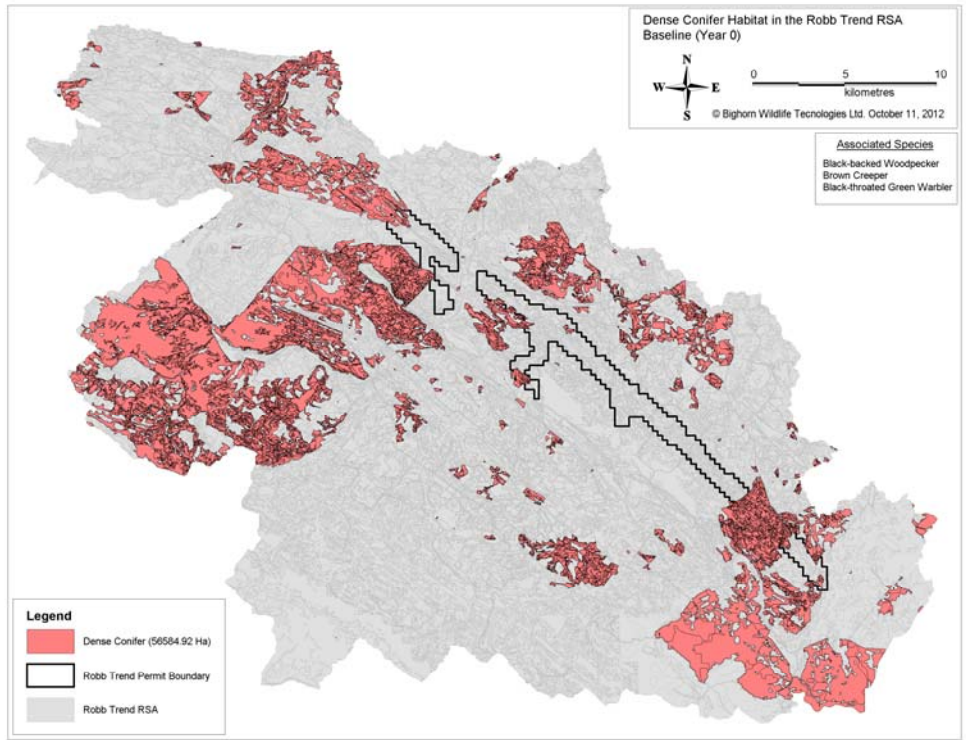 Dense Conifer Habitat in the Robb Trend RSA
Baseline (Year 0)
N
W E
S
0 5 10
kilometres
© Bighorn Wildlife Tecnologies Ltd. October 11, 2012
Associated Species
Black-backed Woodpecker
Brown Creeper
Black-throated Green Warbler
Legend
Dense Conifer (56584.92 Ha)
Robb Trend Permit Boundary
Robb Trend RSA